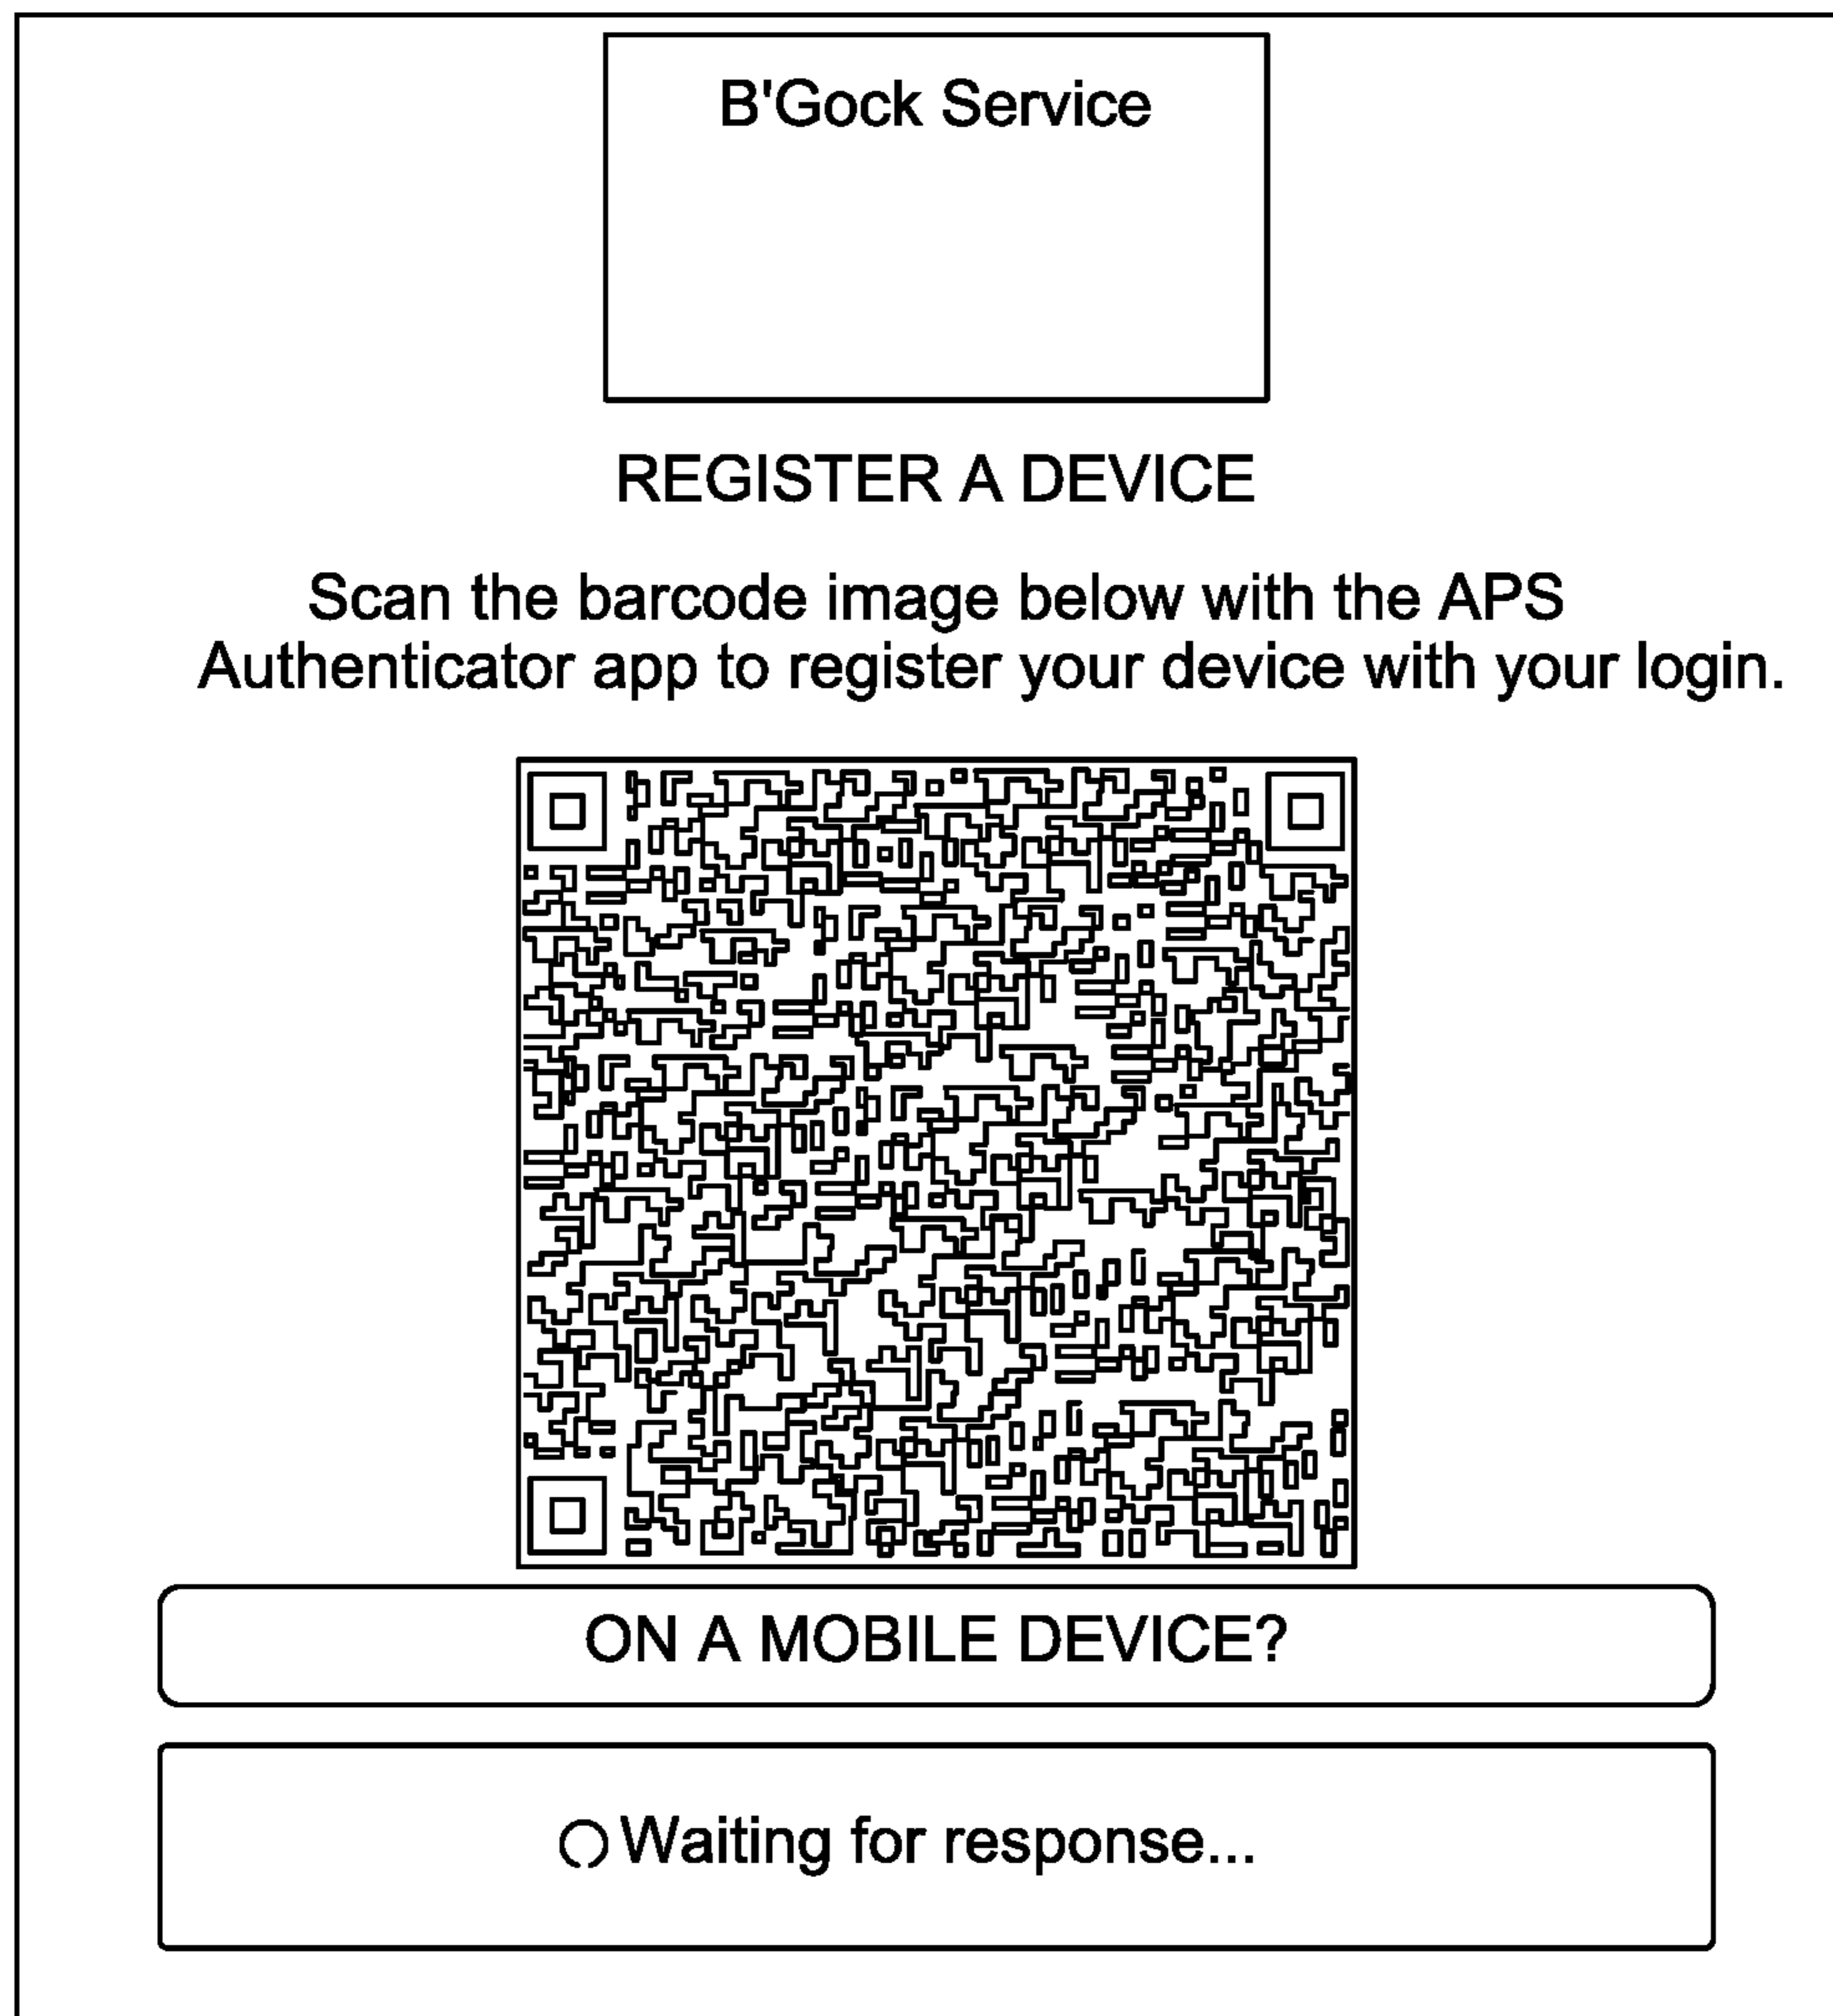 B'Gock Service
REGISTER A DEVICE
Scan the barcode image below with the APS
Authenticator app to register your device with your login.
ON A MOBILE DEVICE?
Waiting for response...